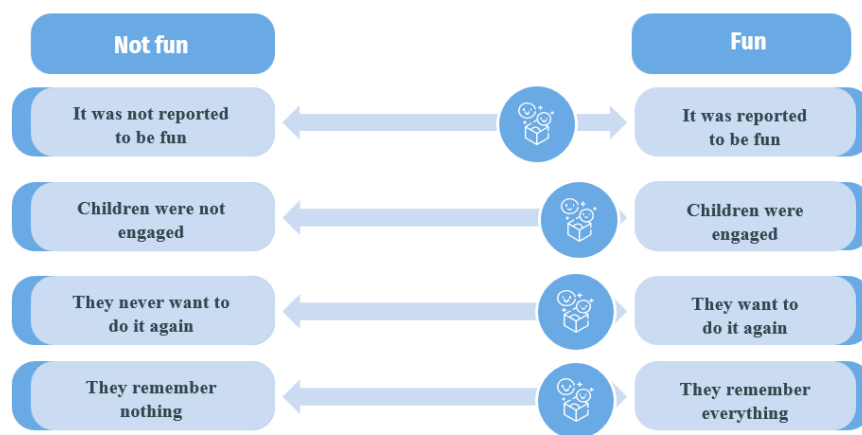 Not fun
Fun
It was not reported
to be fun
It was reported
to be fun
Children were not
engaged
Children were
engaged
They never want to
do it again
They want to
do it again
They remember
nothing
They remember
everything